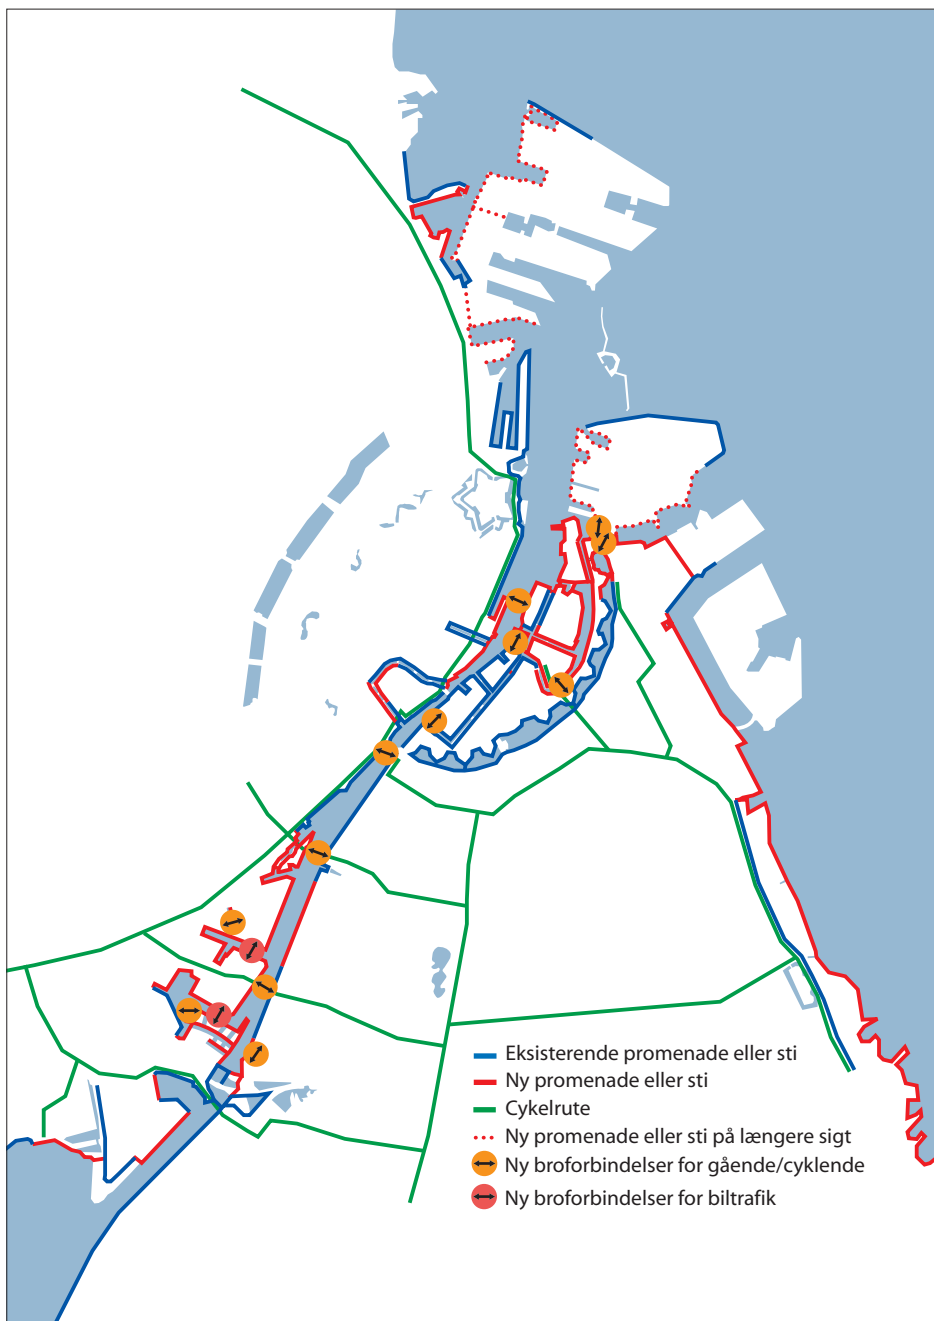 Eksisterende promenade eller sti
Ny promenade eller sti
Cykelrute
Ny promenade eller sti på længere sigt
Ny broforbindelser for gående/cyklende
Ny broforbindelser for biltrafik